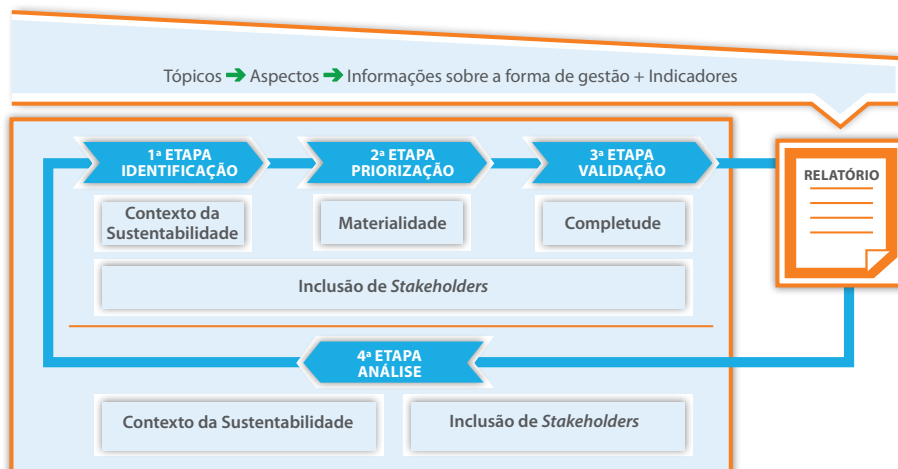 Tópicos ➔ Aspectos ➔ Informações sobre a forma de gestão + Indicadores
1ª ETAPA
IDENTIFICAÇÃO
2ª ETAPA
PRIORIZAÇÃO
3ª ETAPA
VALIDAÇÃO
RELATÓRIO
Contexto da
Sustentabilidade
Materialidade
Completude
Inclusão de Stakeholders
4ª ETAPA
ANÁLISE
Contexto da Sustentabilidade
Inclusão de Stakeholders